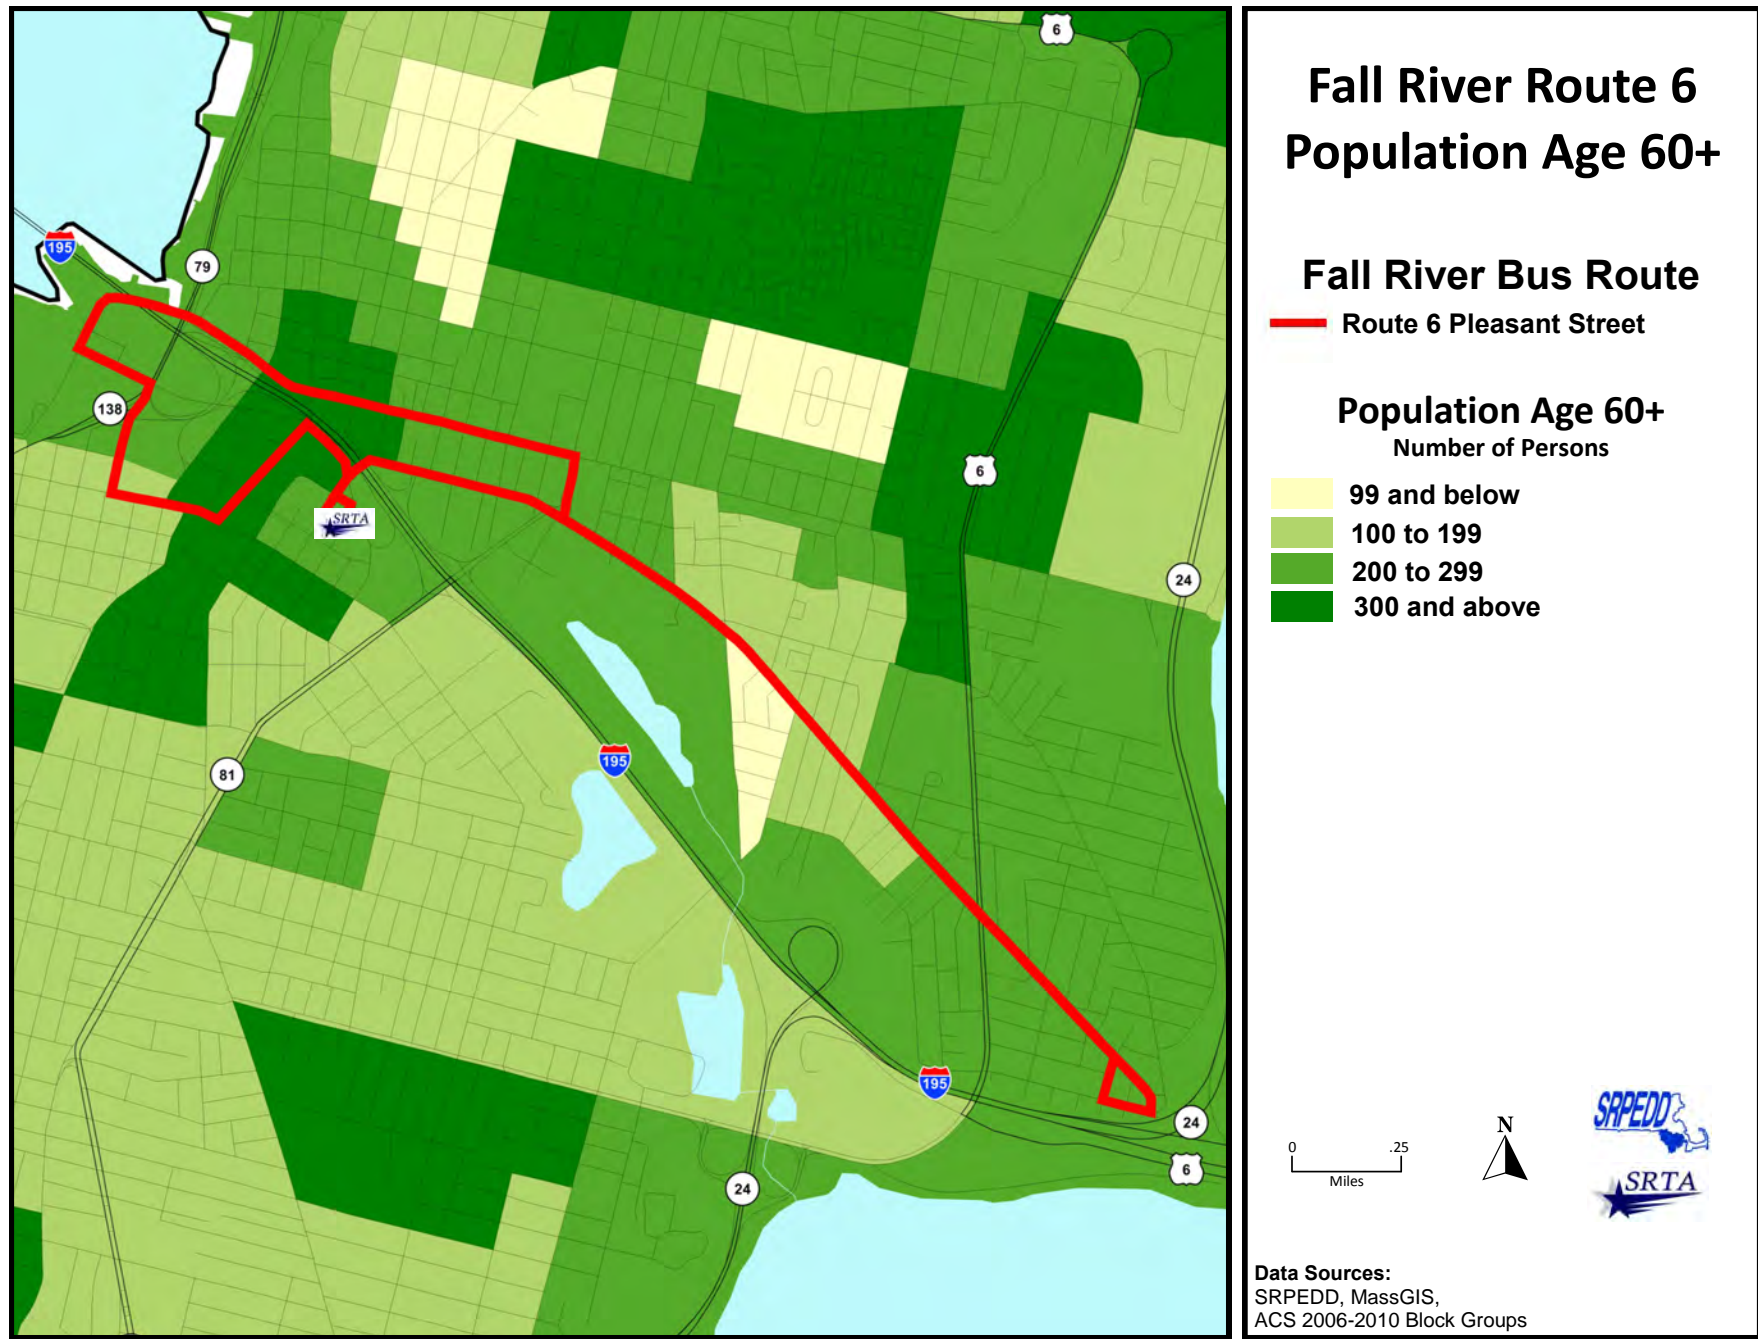 6
195
79
138
SRTA
6
24
195
81
195
24
24
6
Fall River Route 6
Population Age 60+
Fall River Bus Route
Route 6 Pleasant Street
Population Age 60+
Number of Persons
99 and below
100 to 199
200 to 299
300 and above
0 .25
Miles
N
SRPEDD
SRTA
Data Sources:
SRPEDD, MassGIS,
ACS 2006-2010 Block Groups